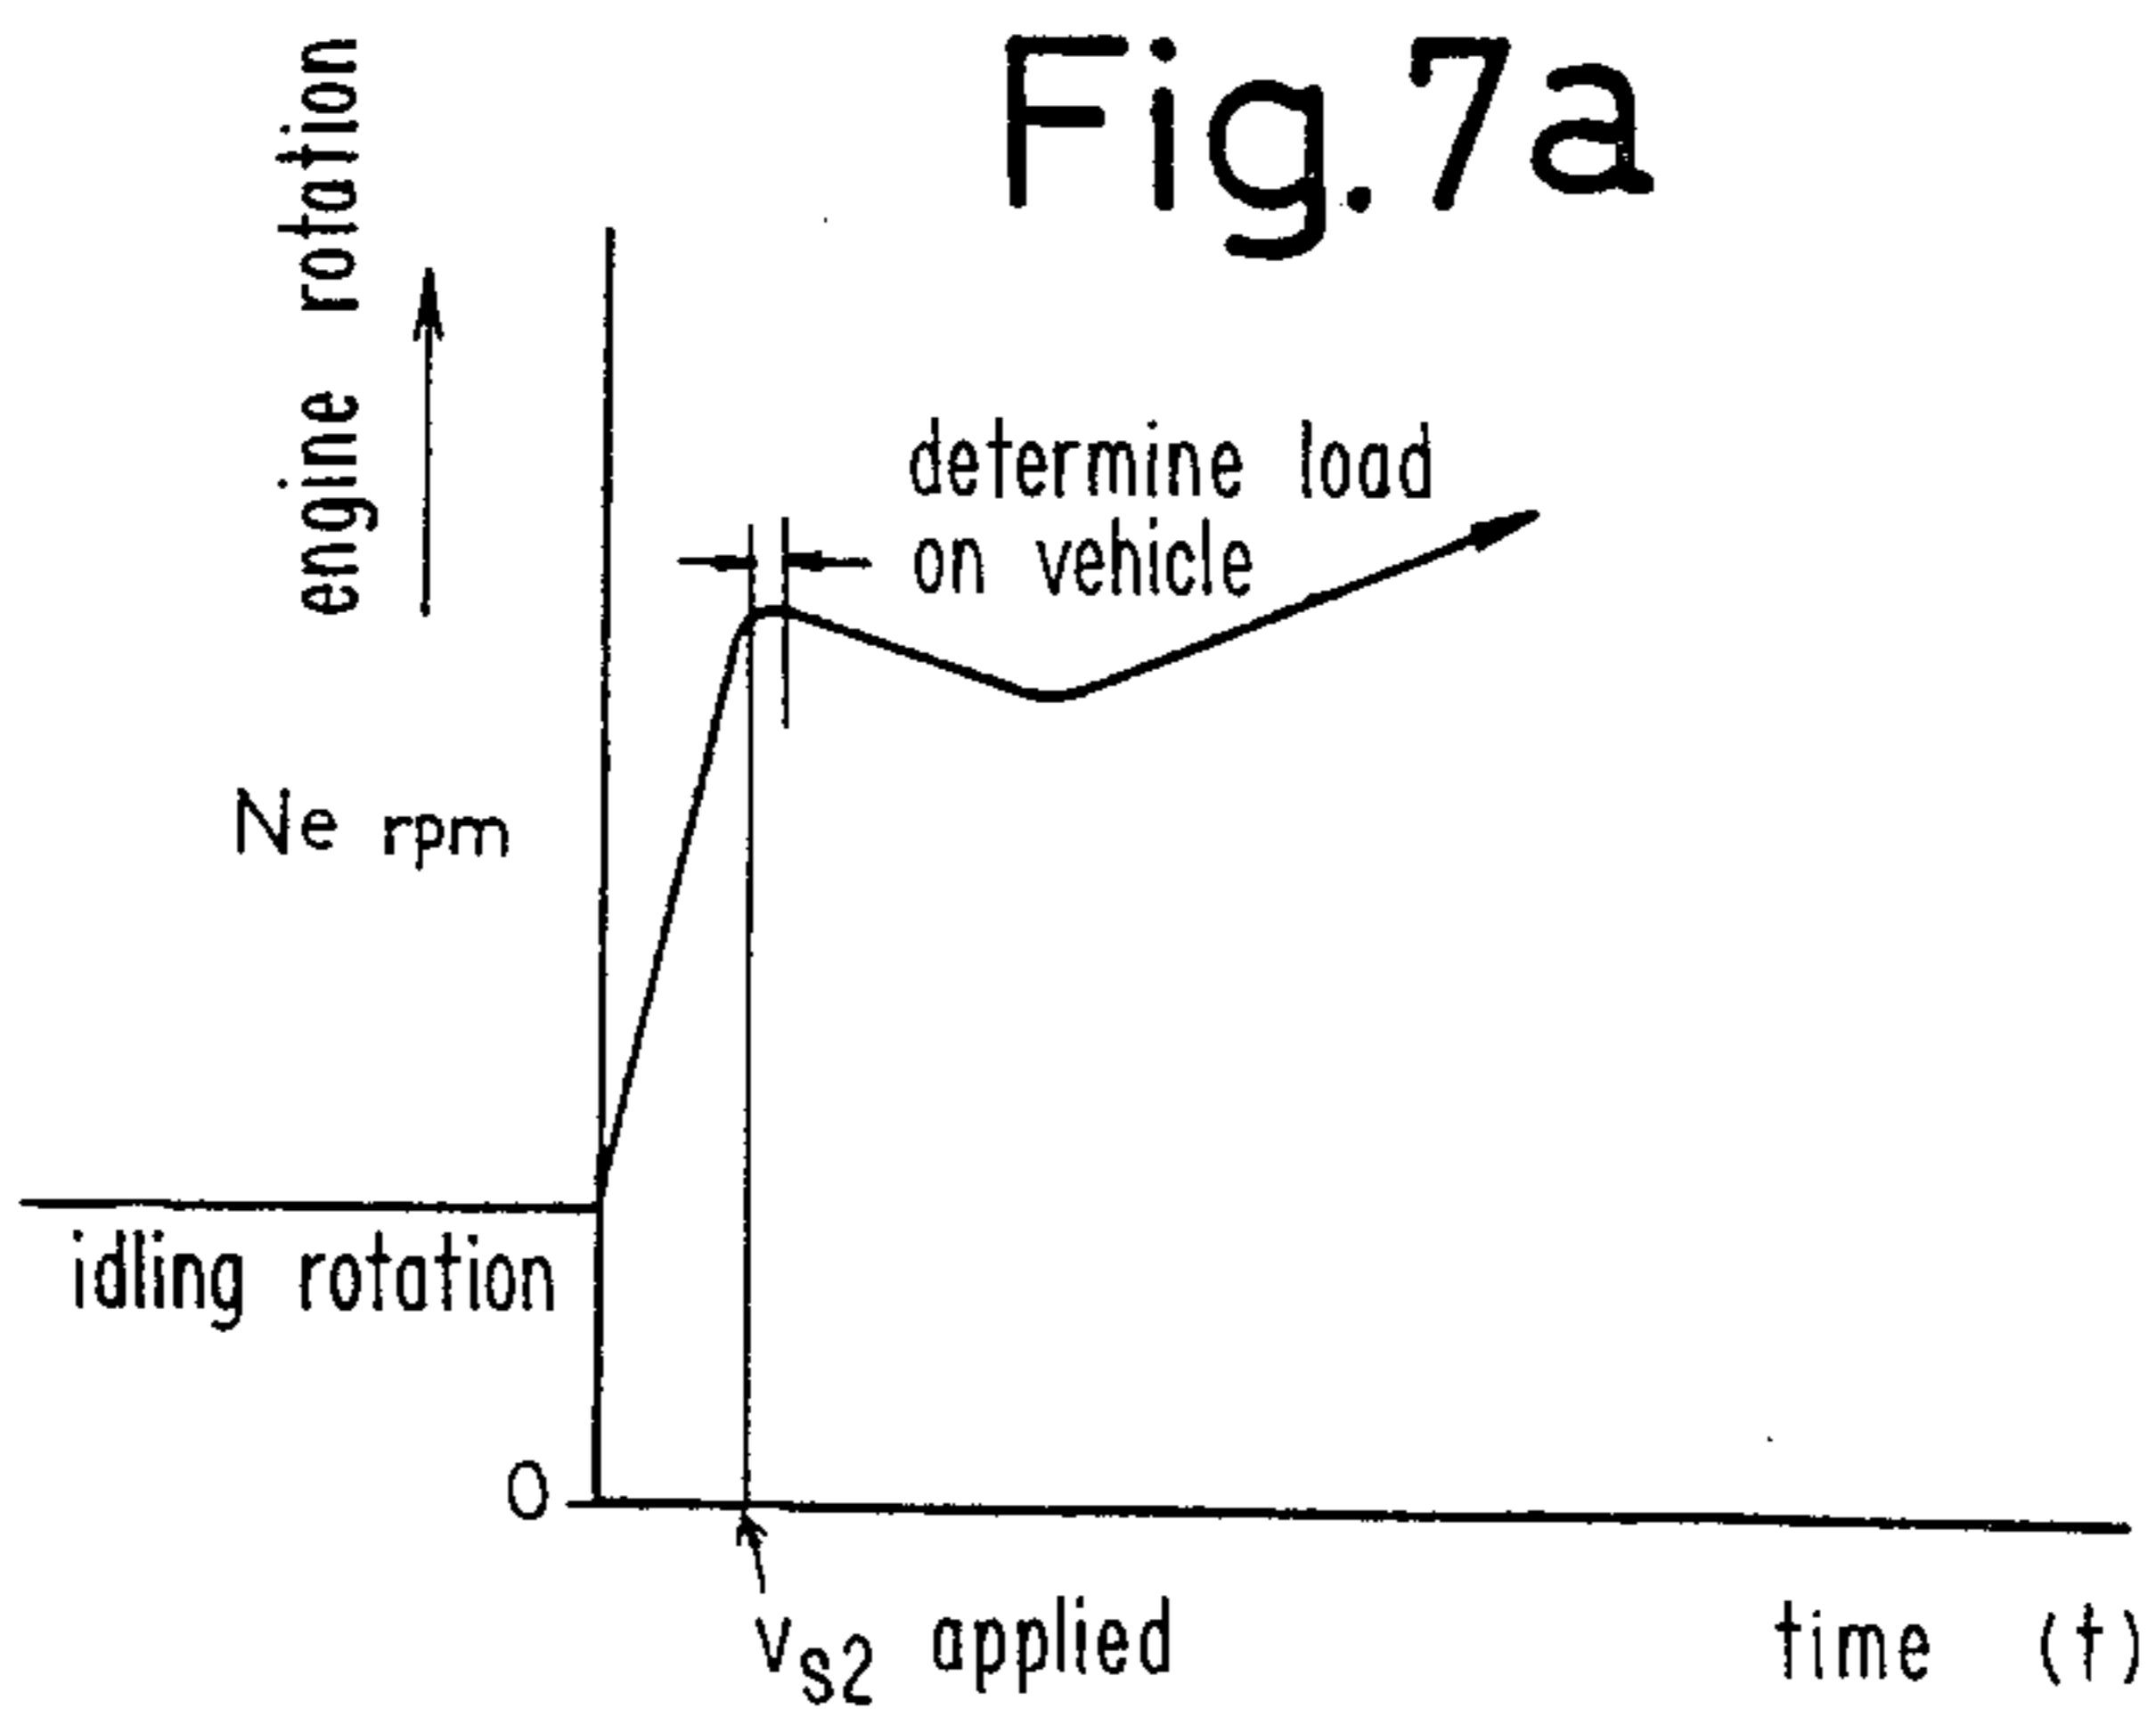 Fig.7a
engine rotation
determine load
on vehicle
Ne rpm
idling rotation
0
vs2 applied
time (t)